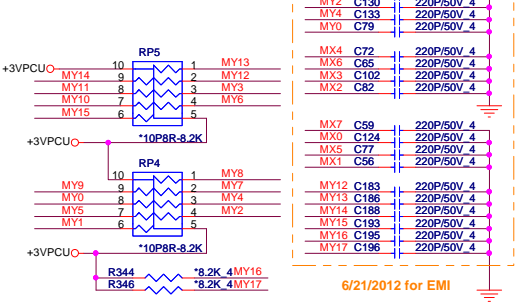 MY2 C130 220P/50V_4
MY4 C133 220P/50V_4
MY0 C79 220P/50V_4
RP5
+3VPCU 10 1 MY13
MY14 9 2 MY12
MY11 8 3 MY3
MY10 7 4 MY6
MY15 6 5
+3VPCU *10P8R-8.2K
RP4
10 1 MY8
MY9 9 2 MY7
MY0 8 3 MY4
MY5 7 4 MY2
MY1 6 5
+3VPCU *10P8R-8.2K
R344 *8.2K_4 MY16
R346 *8.2K_4 MY17
MX4 C72 220P/50V_4
MX6 C65 220P/50V_4
MX3 C102 220P/50V_4
MX2 C82 220P/50V_4
MX7 C59 220P/50V_4
MX0 C124 220P/50V_4
MX5 C77 220P/50V_4
MX1 C56 220P/50V_4
MY12 C183 220P/50V_4
MY13 C186 220P/50V_4
MY14 C188 220P/50V_4
MY15 C193 220P/50V_4
MY16 C195 220P/50V_4
MY17 C196 220P/50V_4
6/21/2012 for EMI